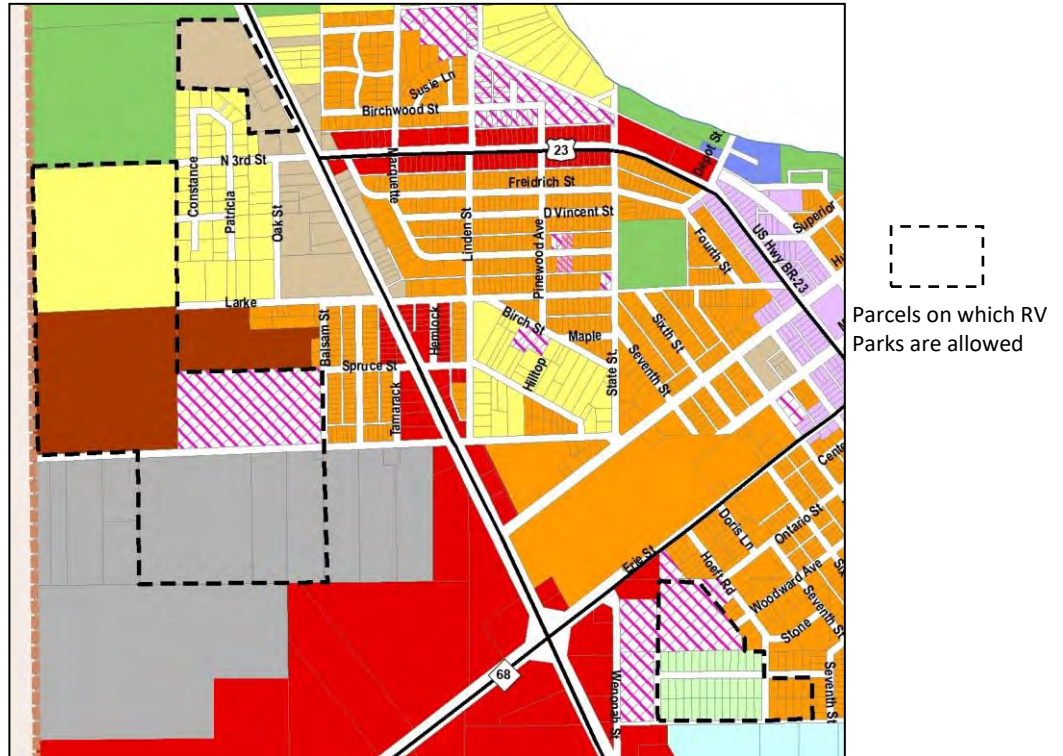 Susie Ln
Birchwood St
N 3rd St
23
Depot St.
Constance
Patricia
Oak St
Marquette
Freidrich St
Linden St
D Vincent St
Pinewood Ave
Fourth St
US Hwy BR-23
Superior
Hu
Larke
Balsam St
Hemlock
Birch St
Maple
Sixth St
Spruce St
Tamarack
Hilltop
State St.
Seventh St
Parcels on which RV
Parks are allowed
Cente
Doris Ln
Ontario St
Erie St
Hoeft Rd
Woodward Ave
Six
Seventh St
Stone
68
Wenonah St
Seventh St